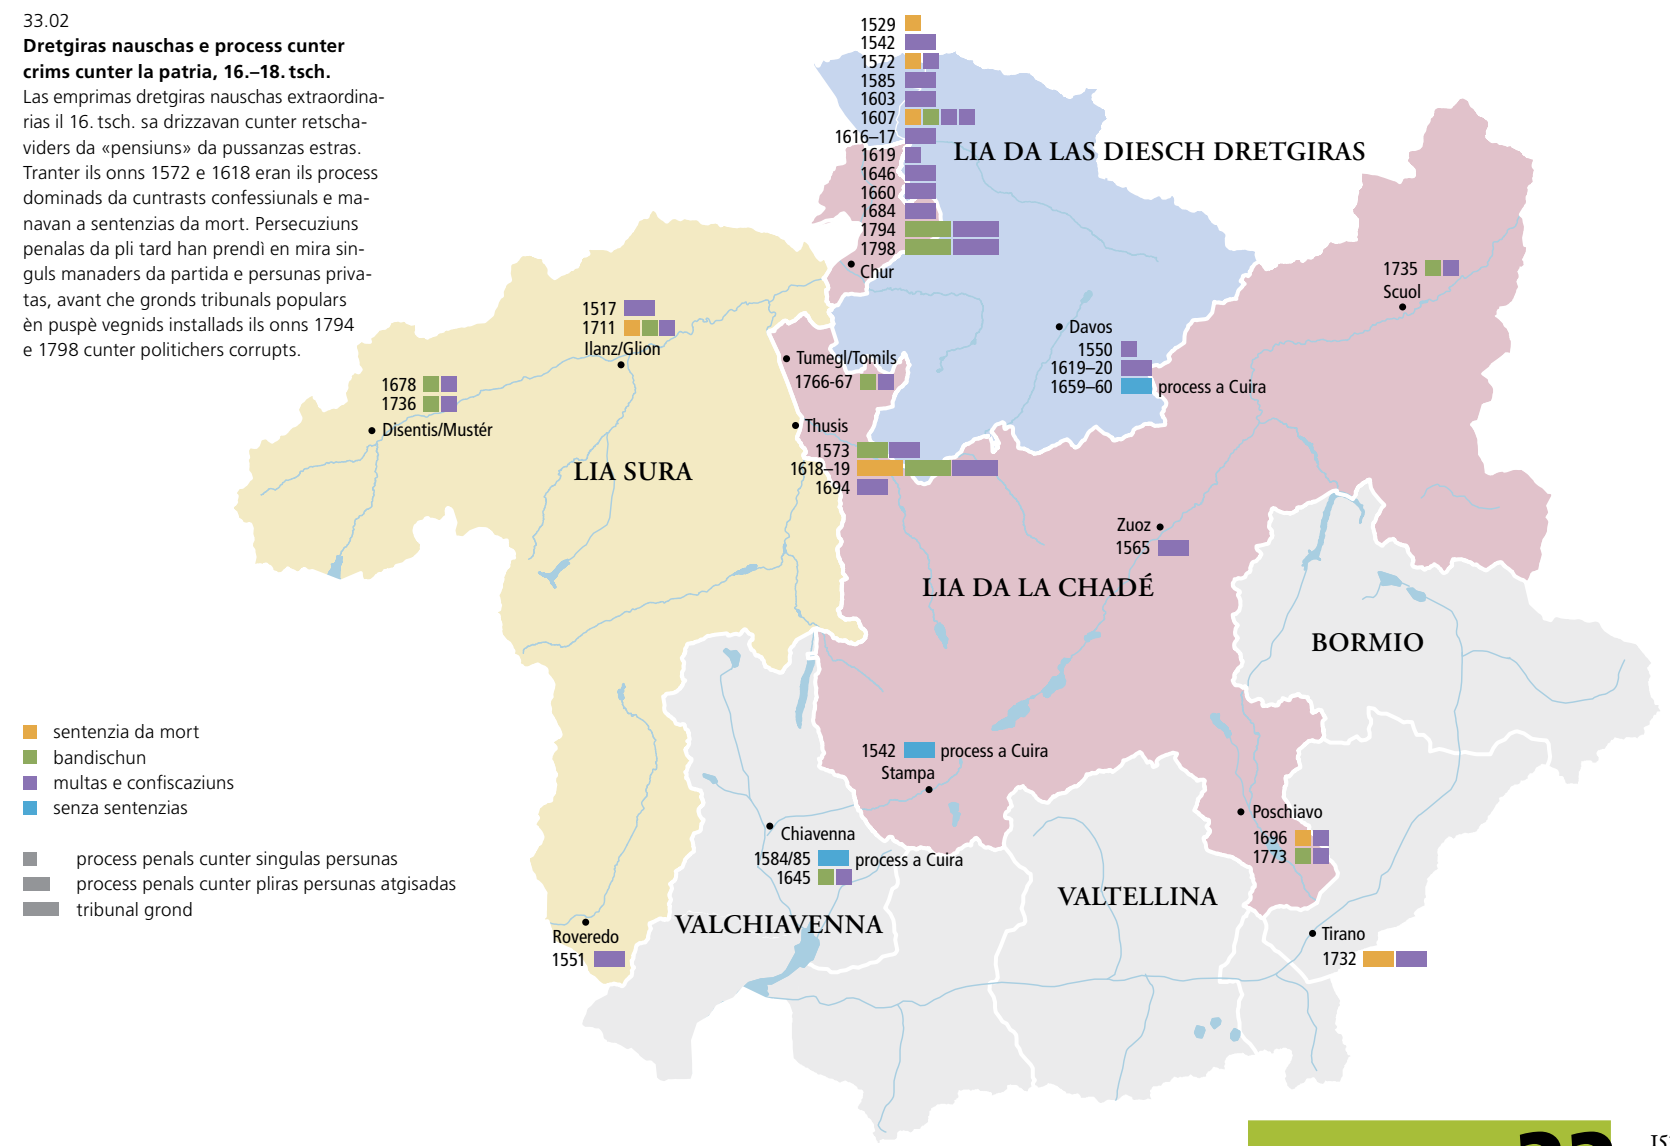 33.02
Dretgiras nauschas e process cunter
crims cunter la patria, 16.–18. tsch.
Las emprimas dretgiras nauschas extraordina-
rias il 16. tsch. sa drizzavan cunter retscha-
viders da «pensiuns» da pussanzas estras.
Tranter ils onns 1572 e 1618 eran ils process
dominads da cuntrasts confessiunals e ma-
navan a sentenzias da mort. Persecuziuns
penalas da pli tard han prendì en mira sin-
guls manaders da partida e persunas priva-
tas, avant che gronds tribunals populars
èn puspè vegnids installads ils onns 1794
e 1798 cunter politichers corrupts.
1529
1542
1572
1585
1603
1607
1616–17
1619
1646
1660
1684
1794
1798
Chur
LIA DA LAS DIESCH DRETGIRAS
1735
Scuol
1517
1711
Ilanz/Glion
Davos
1550
1619–20
1659–60 process a Cuira
Tumegl/Tomils
1766-67
1678
1736
Disentis/Mustér
Thusis
1573
1618–19
1694
LIA SURA
Zuoz
1565
LIA DA LA CHADÉ
BORMIO
1542 process a Cuira
Stampa
Poschiavo
1696
1773
Chiavenna
1584/85 process a Cuira
1645
VALTELLINA
VALCHIAVENNA
Roveredo
1551
Tirano
1732
sentenzia da mort
bandischun
multas e confiscaziuns
senza sentenzias
process penals cunter singulas persunas
process penals cunter pliras persunas atgisadas
tribunal grond